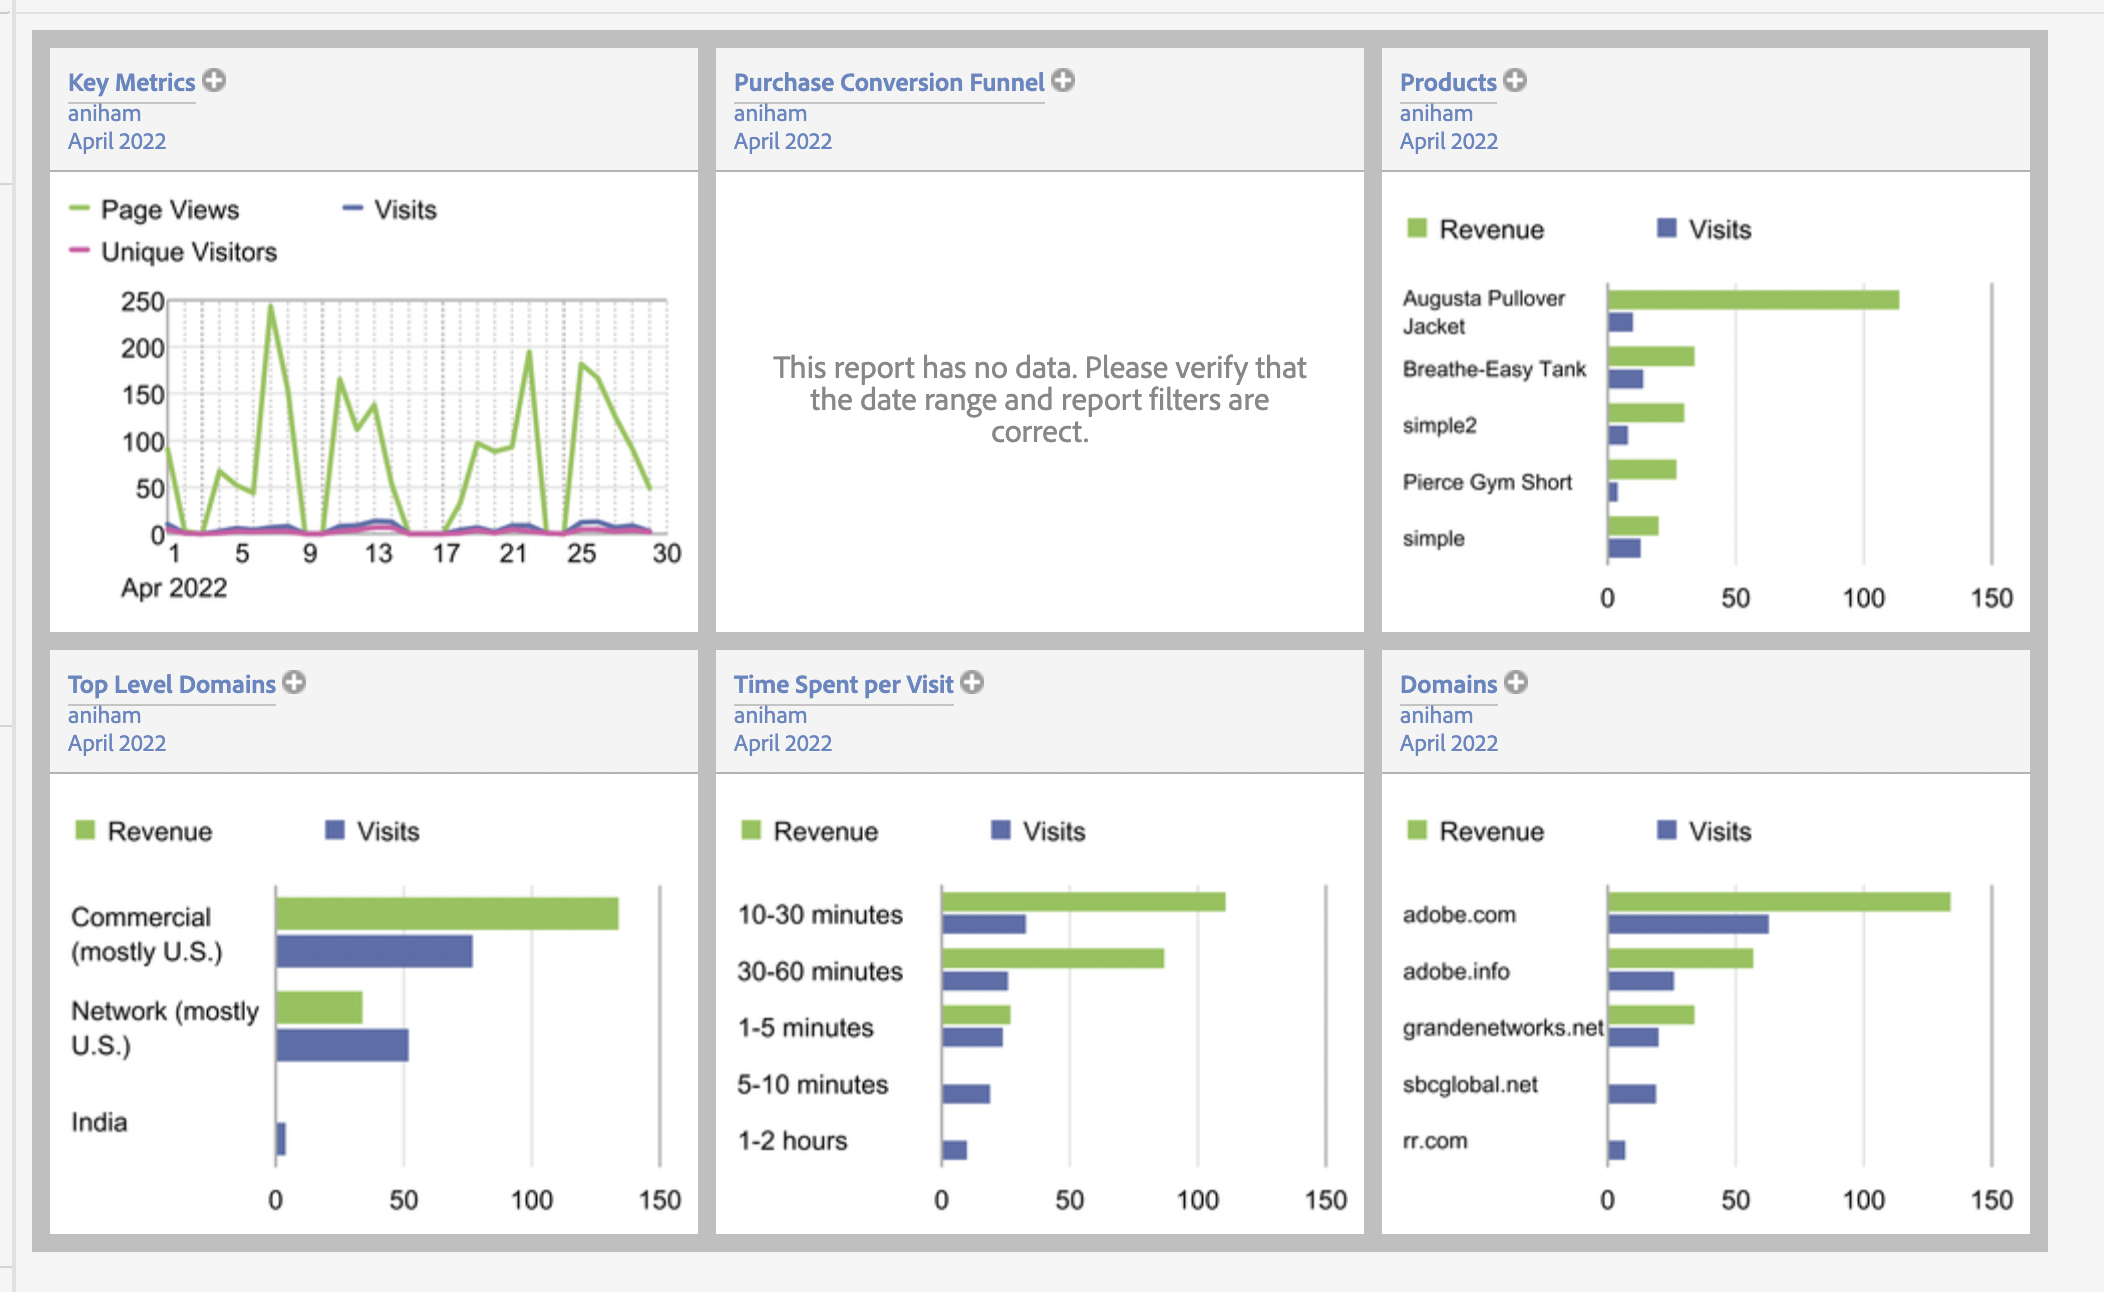 Key Metrics
aniham
April 2022
Page Views
Visits
Unique Visitors
250
200
150
100
50
0
1 5 9 13 17 21 25 30
Apr 2022
Purchase Conversion Funnel
aniham
April 2022
This report has no data. Please verify that
the date range and report filters are
correct.
Products
aniham
April 2022
Revenue
Visits
Augusta Pullover
Jacket
Breathe-Easy Tank
simple2
Pierce Gym Short
simple
0 50 100 150
Top Level Domains
aniham
April 2022
Revenue
Visits
Commercial
(mostly U.S.)
Network (mostly
U.S.)
India
0 50 100 150
Time Spent per Visit
aniham
April 2022
Revenue
Visits
10-30 minutes
30-60 minutes
1-5 minutes
5-10 minutes
1-2 hours
0 50 100 150
Domains
aniham
April 2022
Revenue
Visits
adobe.com
adobe.info
grandenetworks.net
sbcglobal.net
rr.com
0 50 100 150